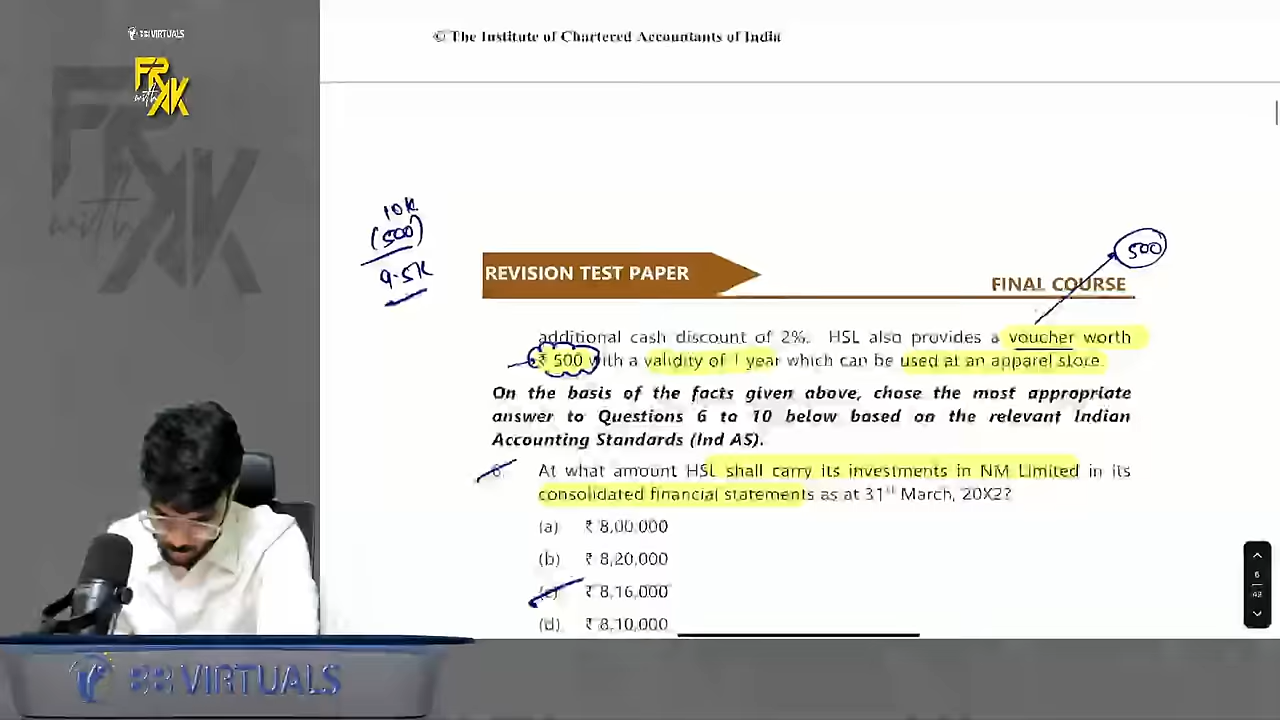 BB VIRTUALS
FR
with KK
© The Institute of Chartered Accountants of India
10K
(500)
9.5K
500
REVISION TEST PAPER
FINAL COURSE
additional cash discount of 2%. HSL also provides a voucher worth
₹ 500 with a validity of 1 year which can be used at an apparel store.
On the basis of the facts given above, chose the most appropriate
answer to Questions 6 to 10 below based on the relevant Indian
Accounting Standards (Ind AS).
6. At what amount HSL shall carry its investments in NM Limited in its
consolidated financial statements as at 31st March, 20X2?
(a) ₹ 8,00,000
(b) ₹ 8,20,000
(c) ₹ 8,16,000
(d) ₹ 8,10,000
6
43
BB VIRTUALS